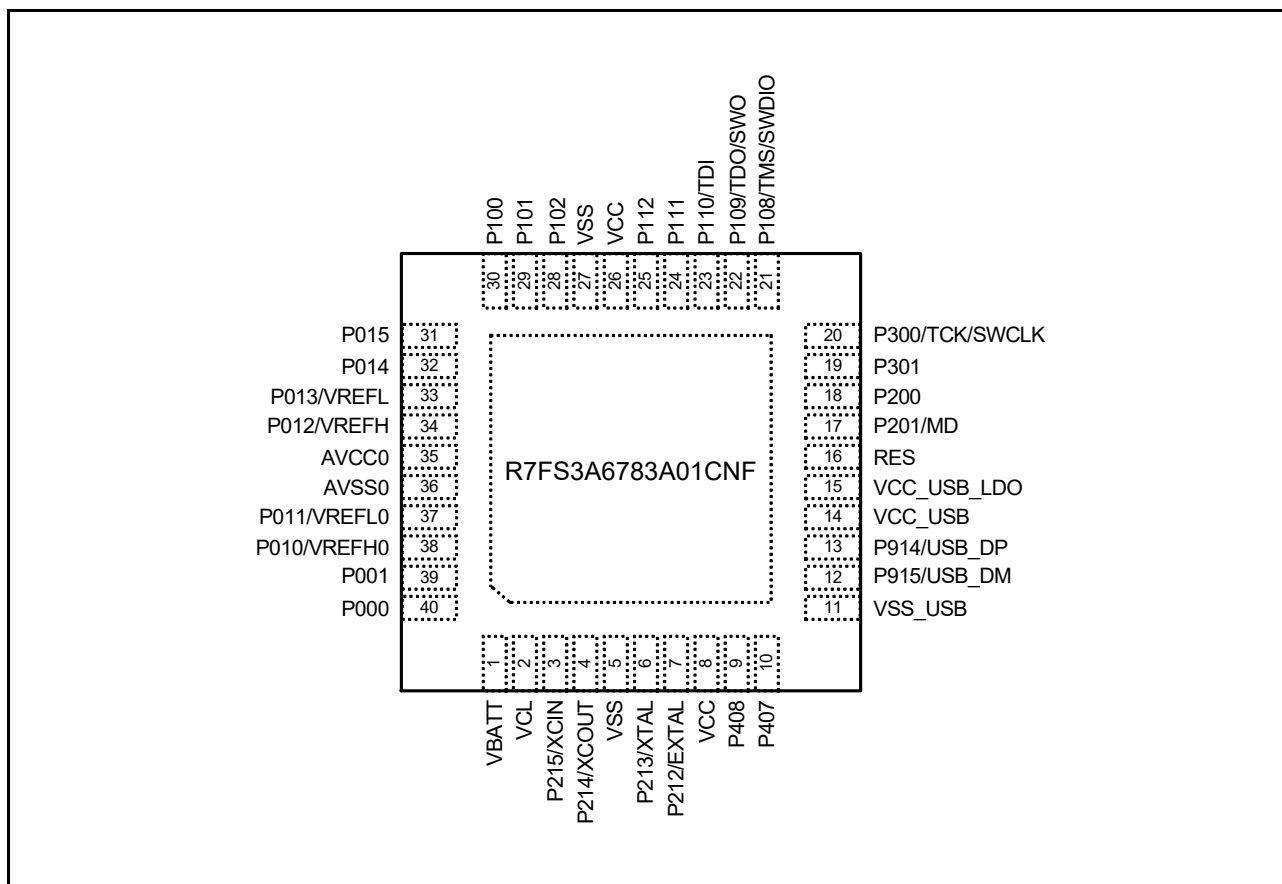 P100
P101
P102
VSS
VCC
P112
P111
P110/TDI
P109/TDO/SWO
P108/TMS/SWDIO
30
29
28
27
26
25
24
23
22
21
P015 31
P014 32
P013/VREFL 33
P012/VREFH 34
AVCC0 35
AVSS0 36
P011/VREFL0 37
P010/VREFH0 38
P001 39
P000 40
R7FS3A6783A01CNF
20 P300/TCK/SWCLK
19 P301
18 P200
17 P201/MD
16 RES
15 VCC_USB_LDO
14 VCC_USB
13 P914/USB_DP
12 P915/USB_DM
11 VSS_USB
1
2
3
4
5
6
7
8
9
10
VBATT
VCL
P215/XCIN
P214/XCOUT
VSS
P213/XTAL
P212/EXTAL
VCC
P408
P407